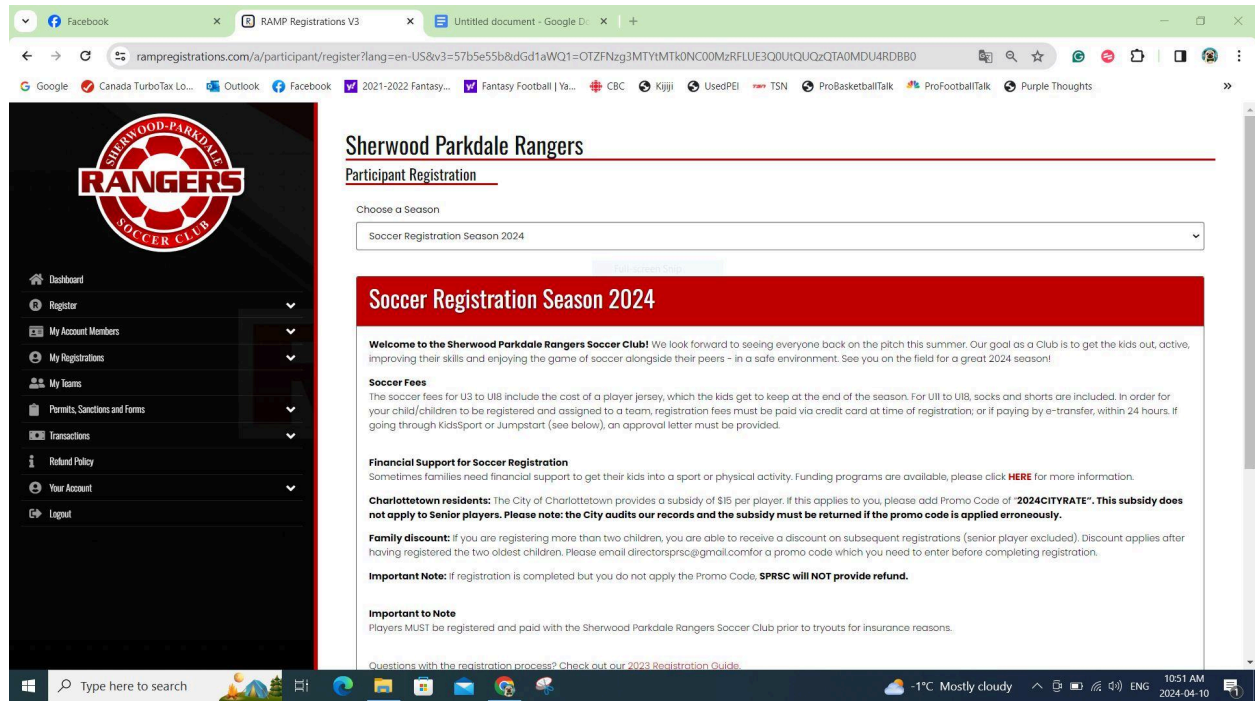 Facebook
RAMP Registrations V3
Untitled document - Google D
rampregistrations.com/a/participant/register?lang=en-US&v3=57b5e55b&dGd1aWQ1=OTZFNzg3MTYtMTk0NC00MzRFLUE3Q0UtQUQzQTA0MDU4RDBB0
Google Canada TurboTax Lo... Outlook Facebook 2021-2022 Fantasy... Fantasy Football | Ya... CBC Kijiji UsedPEI TSN ProBasketballTalk ProFootballTalk Purple Thoughts
SHERWOOD-PARKDALE
RANGERS
SOCCER CLUB
Dashboard
Register
My Account Members
My Registrations
My Teams
Permits, Sanctions and Forms
Transactions
Refund Policy
Your Account
Logout
Sherwood Parkdale Rangers
Participant Registration
Choose a Season
Soccer Registration Season 2024
Full-screen Snip
Soccer Registration Season 2024
Welcome to the Sherwood Parkdale Rangers Soccer Club! We look forward to seeing everyone back on the pitch this summer. Our goal as a Club is to get the kids out, active,
improving their skills and enjoying the game of soccer alongside their peers - in a safe environment. See you on the field for a great 2024 season!
Soccer Fees
The soccer fees for U3 to U18 include the cost of a player jersey, which the kids get to keep at the end of the season. For U11 to U18, socks and shorts are included. In order for
your child/children to be registered and assigned to a team, registration fees must be paid via credit card at time of registration; or if paying by e-transfer, within 24 hours. If
going through KidsSport or Jumpstart (see below), an approval letter must be provided.
Financial Support for Soccer Registration
Sometimes families need financial support to get their kids into a sport or physical activity. Funding programs are available, please click HERE for more information.
Charlottetown residents: The City of Charlottetown provides a subsidy of $15 per player. If this applies to you, please add Promo Code of "2024CITYRATE". This subsidy does
not apply to Senior players. Please note: the City audits our records and the subsidy must be returned if the promo code is applied erroneously.
Family discount: If you are registering more than two children, you are able to receive a discount on subsequent registrations (senior player excluded). Discount applies after
having registered the two oldest children. Please email directorsprsc@gmail.comfor a promo code which you need to enter before completing registration.
Important Note: If registration is completed but you do not apply the Promo Code, SPRSC will NOT provide refund.
Important to Note
Players MUST be registered and paid with the Sherwood Parkdale Rangers Soccer Club prior to tryouts for insurance reasons.
Questions with the registration process? Check out our 2023 Registration Guide.
Type here to search
-1°C Mostly cloudy
ENG
10:51 AM
2024-04-10